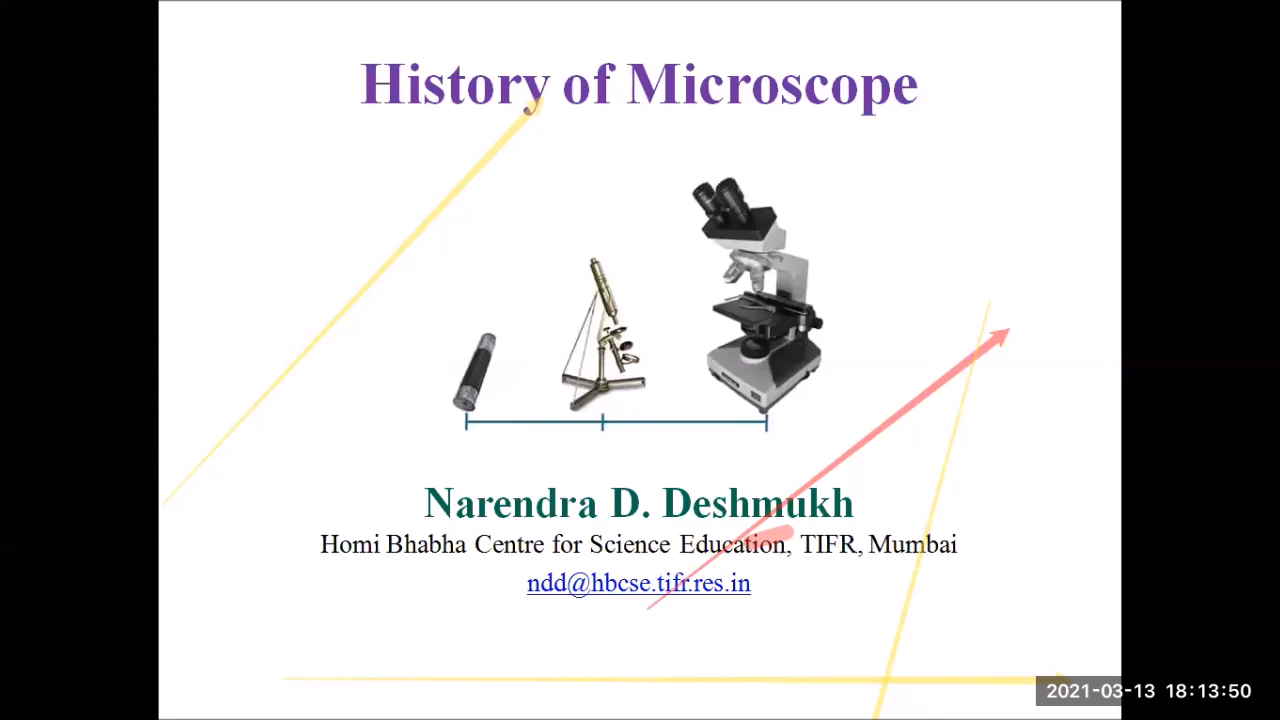 History of Microscope
Narendra D. Deshmukh
Homi Bhabha Centre for Science Education, TIFR, Mumbai
ndd@hbcse.tifr.res.in
2021-03-13 18:13:50